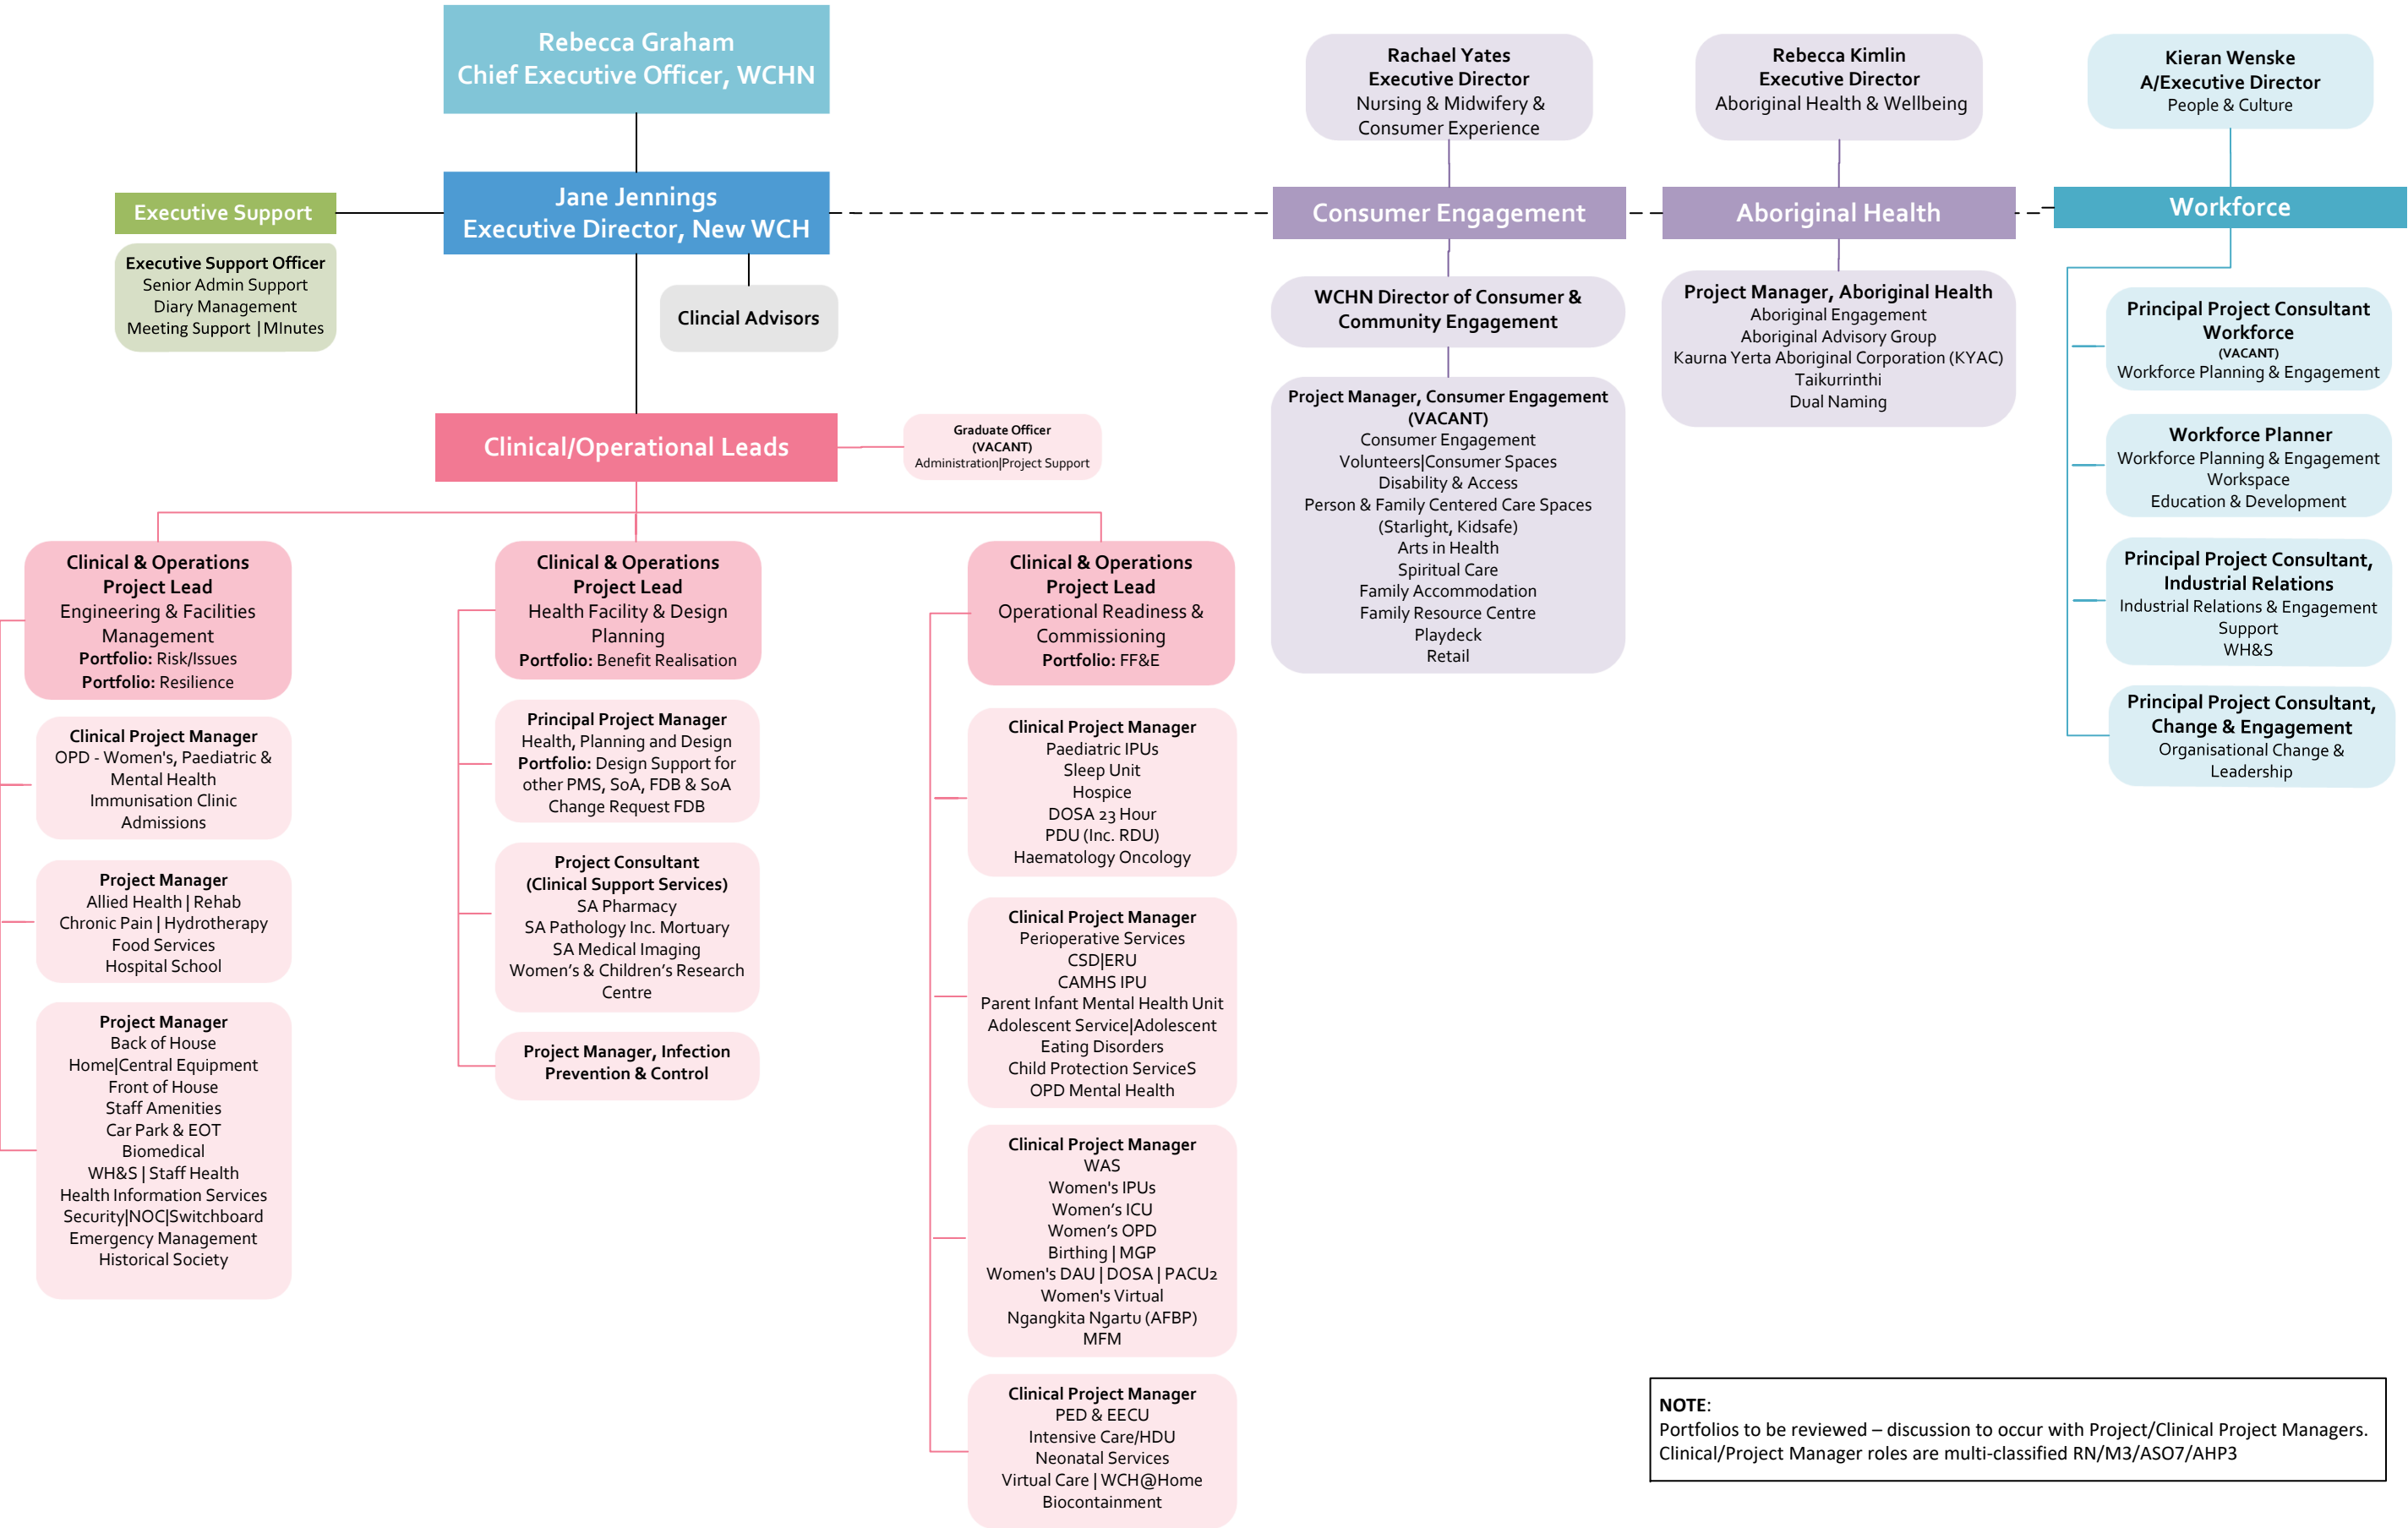 Rebecca Graham
Chief Executive Officer, WCHN
Jane Jennings
Executive Director, New WCH
Executive Support
Executive Support Officer
Senior Admin Support
Diary Management
Meeting Support |MInutes
Clincial Advisors
Rachael Yates
Executive Director
Nursing & Midwifery &
Consumer Experience
Consumer Engagement
WCHN Director of Consumer &
Community Engagement
Project Manager, Consumer Engagement
(VACANT)
Consumer Engagement
Volunteers|Consumer Spaces
Disability & Access
Person & Family Centered Care Spaces
(Starlight, Kidsafe)
Arts in Health
Spiritual Care
Family Accommodation
Family Resource Centre
Playdeck
Retail
Rebecca Kimlin
Executive Director
Aboriginal Health & Wellbeing
Aboriginal Health
Project Manager, Aboriginal Health
Aboriginal Engagement
Aboriginal Advisory Group
Kaurna Yerta Aboriginal Corporation (KYAC)
Taikurrinthi
Dual Naming
Kieran Wenske
A/Executive Director
People & Culture
Workforce
Principal Project Consultant
Workforce
(VACANT)
Workforce Planning & Engagement
Workforce Planner
Workforce Planning & Engagement
Workspace
Education & Development
Principal Project Consultant,
Industrial Relations
Industrial Relations & Engagement
Support
WH&S
Principal Project Consultant,
Change & Engagement
Organisational Change &
Leadership
Clinical/Operational Leads
Graduate Officer
(VACANT)
Administration|Project Support
Clinical & Operations
Project Lead
Engineering & Facilities
Management
Portfolio: Risk/Issues
Portfolio: Resilience
Clinical Project Manager
OPD - Women's, Paediatric &
Mental Health
Immunisation Clinic
Admissions
Project Manager
Allied Health | Rehab
Chronic Pain | Hydrotherapy
Food Services
Hospital School
Project Manager
Back of House
Home|Central Equipment
Front of House
Staff Amenities
Car Park & EOT
Biomedical
WH&S | Staff Health
Health Information Services
Security|NOC|Switchboard
Emergency Management
Historical Society
Clinical & Operations
Project Lead
Health Facility & Design
Planning
Portfolio: Benefit Realisation
Principal Project Manager
Health, Planning and Design
Portfolio: Design Support for
other PMS, SoA, FDB & SoA
Change Request FDB
Project Consultant
(Clinical Support Services)
SA Pharmacy
SA Pathology Inc. Mortuary
SA Medical Imaging
Women’s & Children’s Research
Centre
Project Manager, Infection
Prevention & Control
Clinical & Operations
Project Lead
Operational Readiness &
Commissioning
Portfolio: FF&E
Clinical Project Manager
Paediatric IPUs
Sleep Unit
Hospice
DOSA 23 Hour
PDU (Inc. RDU)
Haematology Oncology
Clinical Project Manager
Perioperative Services
CSD|ERU
CAMHS IPU
Parent Infant Mental Health Unit
Adolescent Service|Adolescent
Eating Disorders
Child Protection ServiceS
OPD Mental Health
Clinical Project Manager
WAS
Women's IPUs
Women’s ICU
Women’s OPD
Birthing | MGP
Women's DAU | DOSA | PACU2
Women's Virtual
Ngangkita Ngartu (AFBP)
MFM
Clinical Project Manager
PED & EECU
Intensive Care/HDU
Neonatal Services
Virtual Care | WCH@Home
Biocontainment
NOTE:
Portfolios to be reviewed – discussion to occur with Project/Clinical Project Managers.
Clinical/Project Manager roles are multi-classified RN/M3/ASO7/AHP3